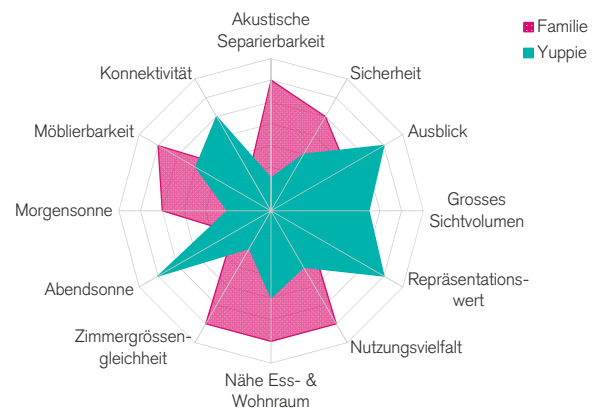 Akustische
Separierbarkeit
Familie
Yuppie
Konnektivität
Sicherheit
Möblierbarkeit
Ausblick
Morgensonne
Grosses
Sichtvolumen
Abendsonne
Repräsentations-
wert
Zimmergrössen-
gleichheit
Nutzungsvielfalt
Nähe Ess- &
Wohnraum